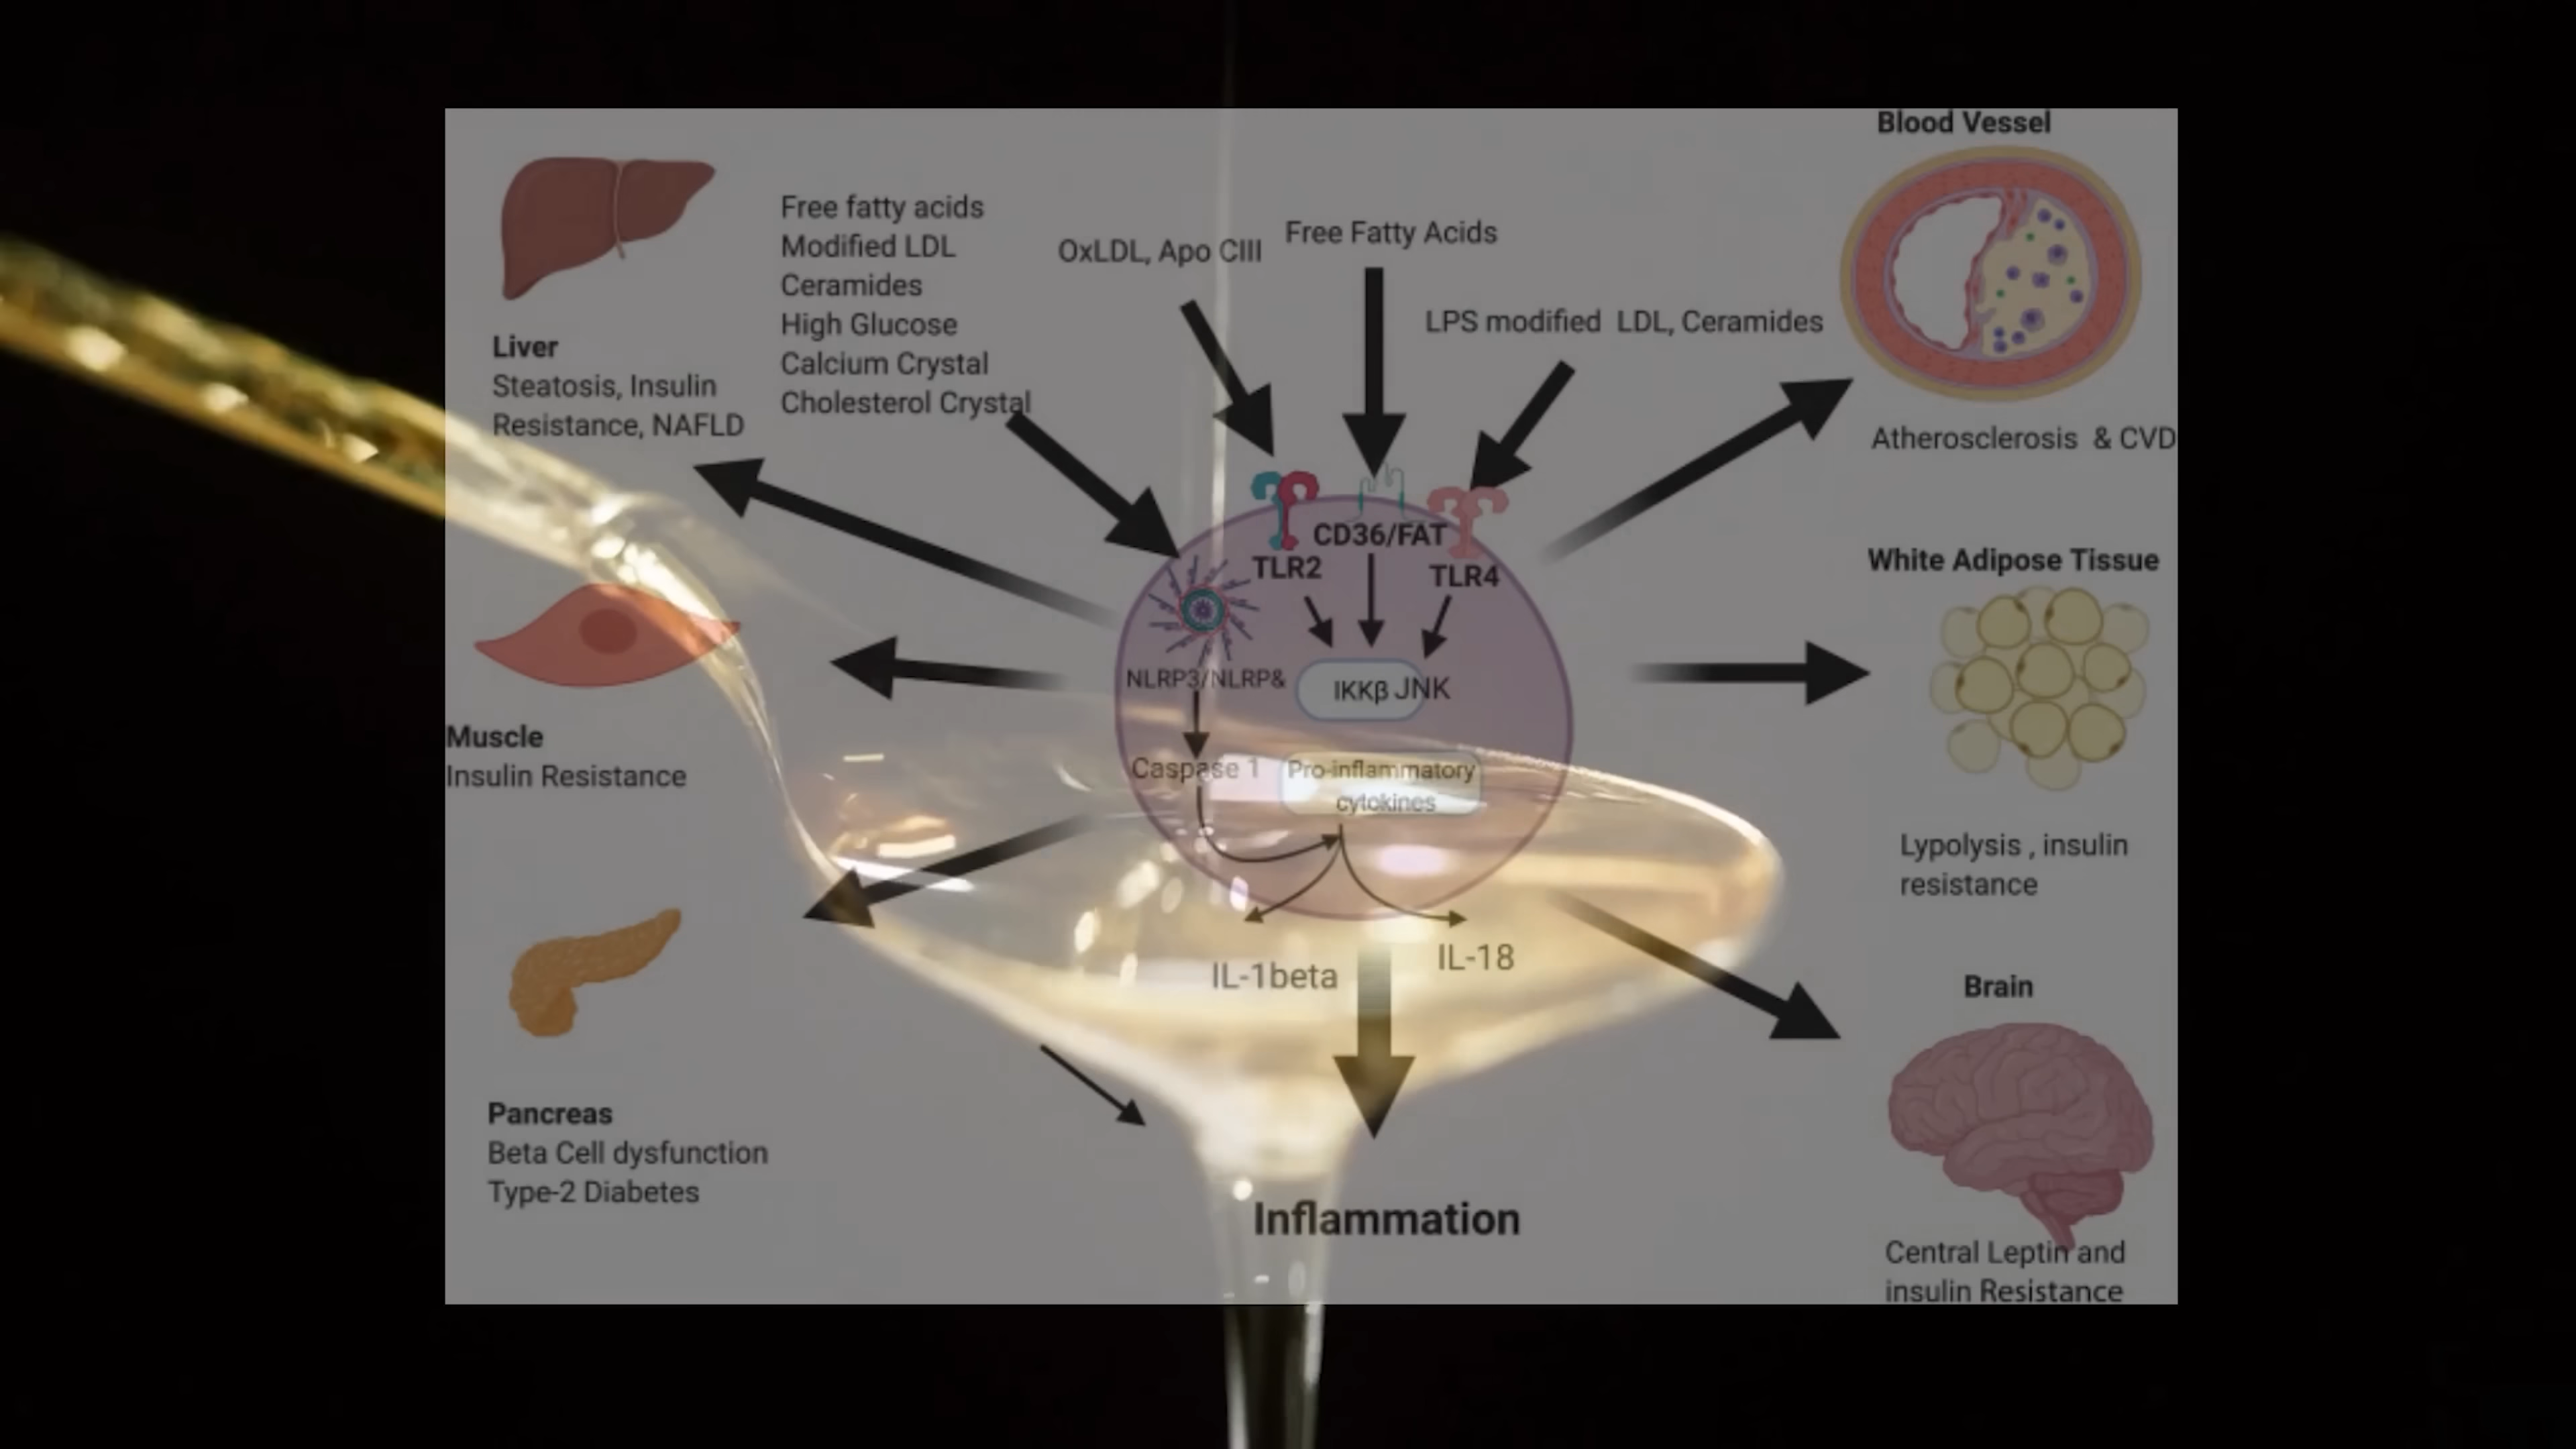 Blood Vessel
Free fatty acids
Modified LDL
Ceramides
High Glucose
Calcium Crystal
Cholesterol Crystal
OxLDL, Apo CIII
Free Fatty Acids
LPS modified LDL, Ceramides
Liver
Steatosis, Insulin
Resistance, NAFLD
Atherosclerosis & CVD
CD36/FAT
TLR2
TLR4
White Adipose Tissue
NLRP3/NLRP&
IKKβ JNK
Muscle
Insulin Resistance
Caspase 1
Pro-inflammatory
cytokines
Lypolysis , insulin
resistance
IL-1beta
IL-18
Brain
Pancreas
Beta Cell dysfunction
Type-2 Diabetes
Inflammation
Central Leptin and
insulin Resistance